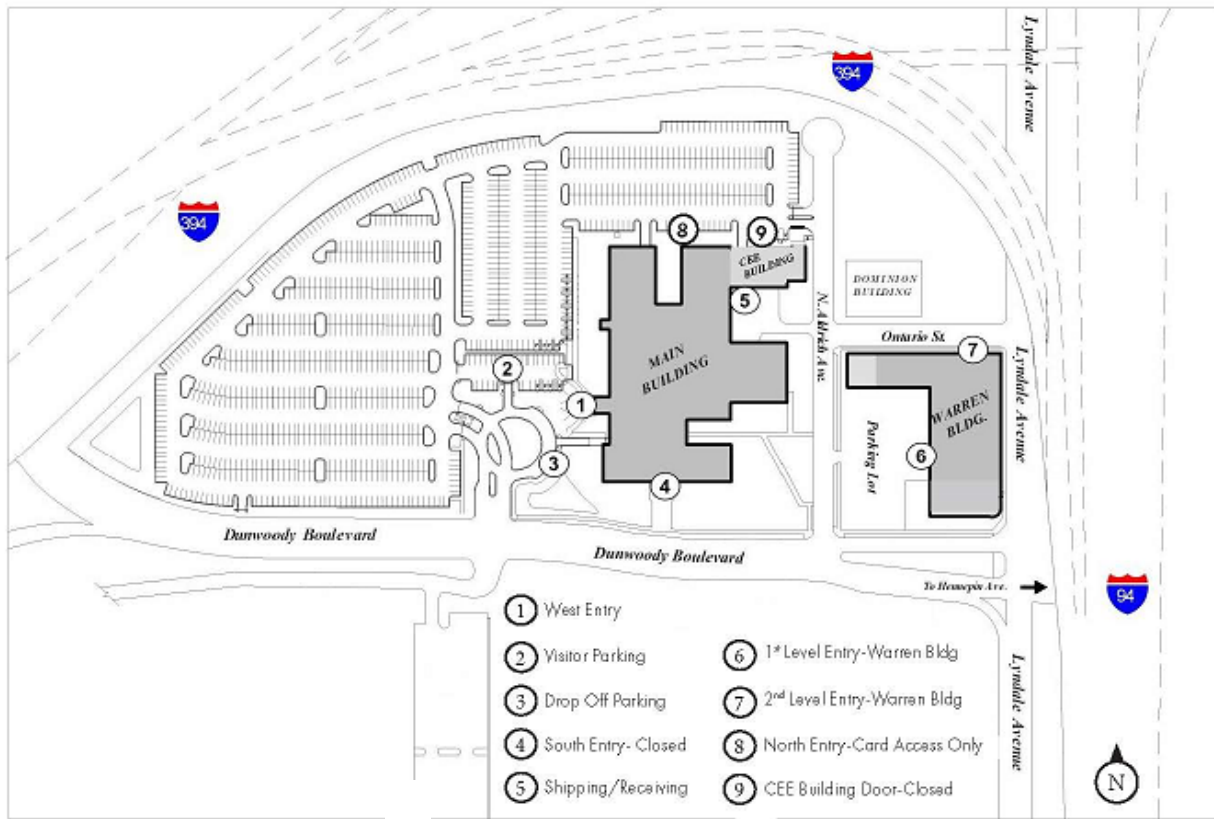 Lyndale Avenue
394
394
8
9
CEE
BUILDING
5
DOMINION
BUILDING
N. Aldrich Ave.
Ontario St.
7
MAIN
BUILDING
2
1
3
4
WARREN
BLDG.
6
Parking Lot
Lyndale Avenue
Dunwoody Boulevard
Dunwoody Boulevard
To Hennepin Ave.
94
1 West Entry
2 Visitor Parking
3 Drop Off Parking
4 South Entry- Closed
5 Shipping/Receiving
6 1st Level Entry-Warren Bldg
7 2nd Level Entry-Warren Bldg
8 North Entry-Card Access Only
9 CEE Building Door-Closed
Lyndale Avenue
N